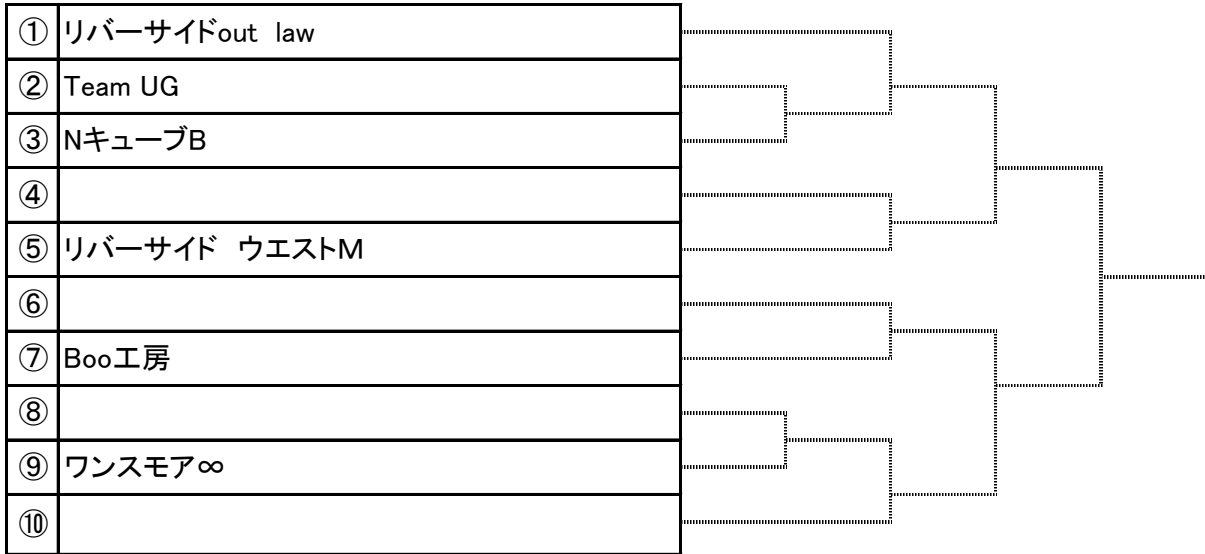 ① リバーサイドout law
② Team UG
③ NキューブB
④
⑤ リバーサイド ウエストM
⑥
⑦ Boo工房
⑧
⑨ ワンスモア∞
⑩